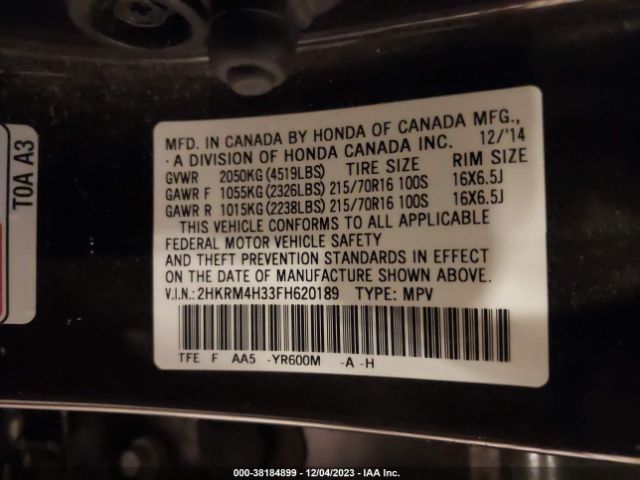 T0A A3
MFD. IN CANADA BY HONDA OF CANADA MFG.,
A DIVISION OF HONDA CANADA INC. 12/'14
GVWR 2050KG (4519LBS) TIRE SIZE RIM SIZE
GAWR F 1055KG (2326LBS) 215/70R16 100S 16X6.5J
GAWR R 1015KG (2238LBS) 215/70R16 100S 16X6.5J
THIS VEHICLE CONFORMS TO ALL APPLICABLE
FEDERAL MOTOR VEHICLE SAFETY
AND THEFT PREVENTION STANDARDS IN EFFECT
ON THE DATE OF MANUFACTURE SHOWN ABOVE.
V.I.N.: 2HKRM4H33FH620189 TYPE: MPV
TFE F AA5 -YR600M -A -H
000-38184899 - 12/04/2023 - IAA Inc.